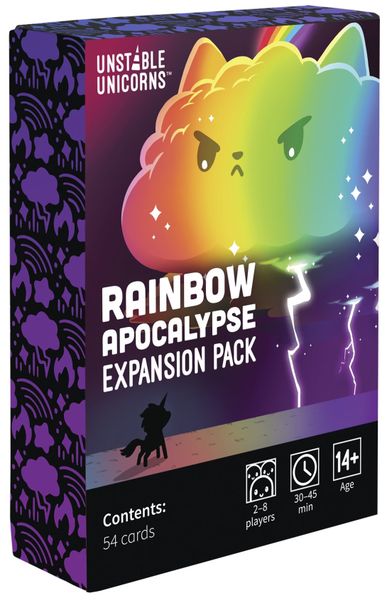 UNSTABLE
UNICORNS™
RAINBOW
APOCALYPSE
EXPANSION PACK
Contents:
54 cards
2–8
players
30–45
min
14+
Age